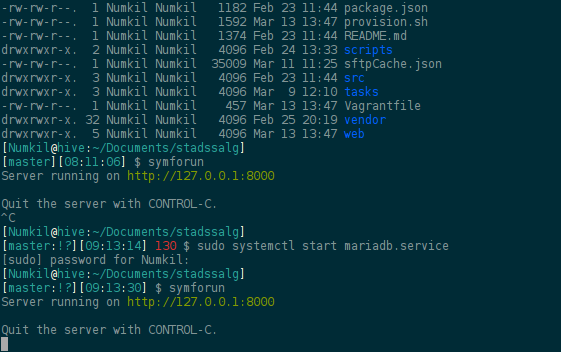 -rw-rw-r--.  1 Numkil Numkil  1182 Feb 23 11:44 package.json
-rw-rw-r--.  1 Numkil Numkil  1592 Mar 13 13:47 provision.sh
-rw-rw-r--.  1 Numkil Numkil  1374 Feb 23 11:44 README.md
drwxrwxr-x.  2 Numkil Numkil  4096 Feb 24 13:33 scripts
-rw-rw-r--.  1 Numkil Numkil 35009 Mar 11 11:25 sftpCache.json
drwxrwxr-x.  3 Numkil Numkil  4096 Feb 23 11:44 src
drwxrwxr-x.  3 Numkil Numkil  4096 Mar  9 12:10 tasks
-rw-rw-r--.  1 Numkil Numkil   457 Mar 13 13:47 Vagrantfile
drwxrwxr-x. 32 Numkil Numkil  4096 Feb 25 20:19 vendor
drwxrwxr-x.  5 Numkil Numkil  4096 Mar 13 13:47 web
[Numkil@hive:~/Documents/stadssalg]
[master][08:11:06] $ symforun
Server running on http://127.0.0.1:8000
Quit the server with CONTROL-C.
^C
[Numkil@hive:~/Documents/stadssalg]
[master:!?][09:13:14] 130 $ sudo systemctl start mariadb.service
[sudo] password for Numkil:
[Numkil@hive:~/Documents/stadssalg]
[master:!?][09:13:30] $ symforun
Server running on http://127.0.0.1:8000
Quit the server with CONTROL-C.